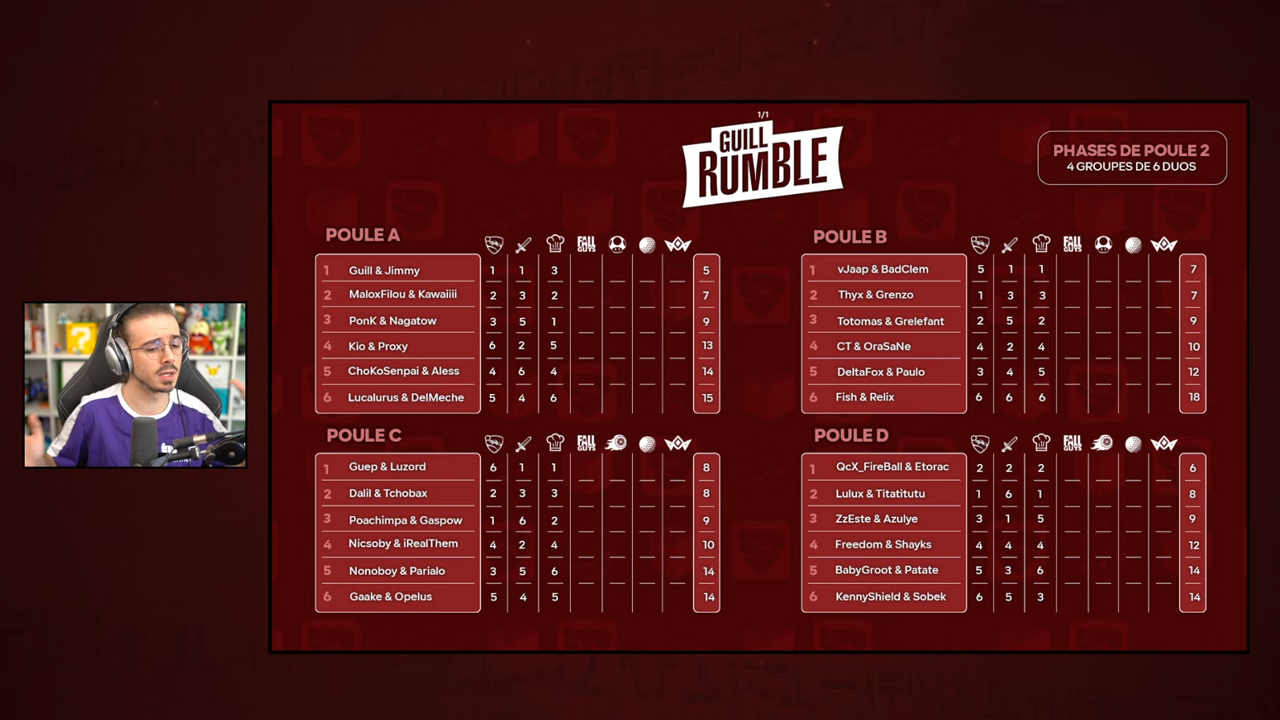 1/1
GUILL
RUMBLE
PHASES DE POULE 2
4 GROUPES DE 6 DUOS
POULE A
FALL GUYS
1 Guill & Jimmy 1 1 3 — — — — 5
2 MaloxFilou & Kawaiiii 2 3 2 — — — — 7
3 PonK & Nagatow 3 5 1 — — — — 9
4 Kio & Proxy 6 2 5 — — — — 13
5 ChoKoSenpai & Aless 4 6 4 — — — — 14
6 Lucalurus & DelMeche 5 4 6 — — — — 15
POULE B
FALL GUYS
1 vJaap & BadClem 5 1 1 — — — — 7
2 Thyx & Grenzo 1 3 3 — — — — 7
3 Totomas & Grelefant 2 5 2 — — — — 9
4 CT & OraSaNe 4 2 4 — — — — 10
5 DeltaFox & Paulo 3 4 5 — — — — 12
6 Fish & Relix 6 6 6 — — — — 18
POULE C
FALL GUYS
1 Guep & Luzord 6 1 1 — — — — 8
2 Dalil & Tchobax 2 3 3 — — — — 8
3 Poachimpa & Gaspow 1 6 2 — — — — 9
4 Nicsoby & iRealThem 4 2 4 — — — — 10
5 Nonoboy & Parialo 3 5 6 — — — — 14
6 Gaake & Opelus 5 4 5 — — — — 14
POULE D
FALL GUYS
1 QcX_FireBall & Etorac 2 2 2 — — — — 6
2 Lulux & Titatitutu 1 6 1 — — — — 8
3 ZzEste & Azulye 3 1 5 — — — — 9
4 Freedom & Shayks 4 4 4 — — — — 12
5 BabyGroot & Patate 5 3 6 — — — — 14
6 KennyShield & Sobek 6 5 3 — — — — 14